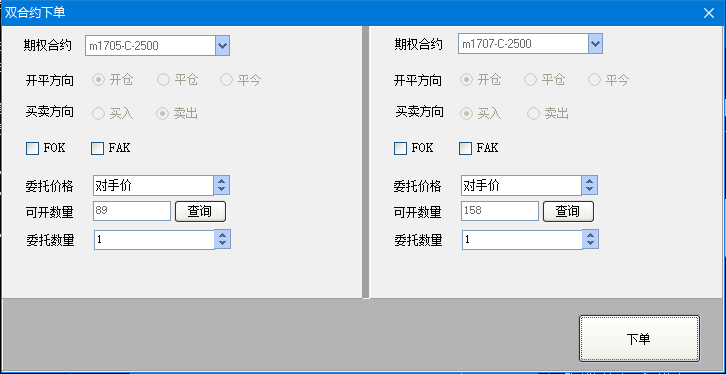 双合约下单
期权合约 m1705-C-2500
开平方向 开仓 平仓 平今
买卖方向 买入 卖出
FOK FAK
委托价格 对手价
可开数量 89 查询
委托数量 1
期权合约 m1707-C-2500
开平方向 开仓 平仓 平今
买卖方向 买入 卖出
FOK FAK
委托价格 对手价
可开数量 158 查询
委托数量 1
下单